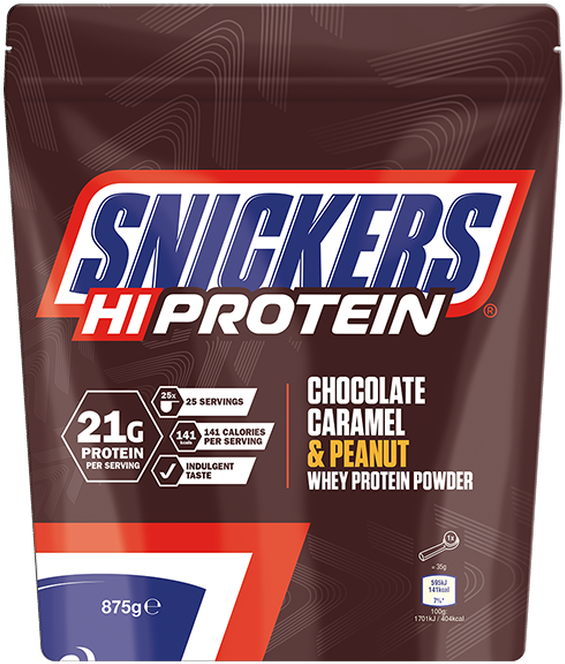 SNICKERS
HI PROTEIN
®
21G
PROTEIN
PER SERVING
25x
25 SERVINGS
141
kcals
141 CALORIES
PER SERVING
INDULGENT
TASTE
CHOCOLATE
CARAMEL
& PEANUT
WHEY PROTEIN POWDER
1x
= 35g
595kJ
141kcal
7%*
100g:
1701kJ / 404kcal
875g℮